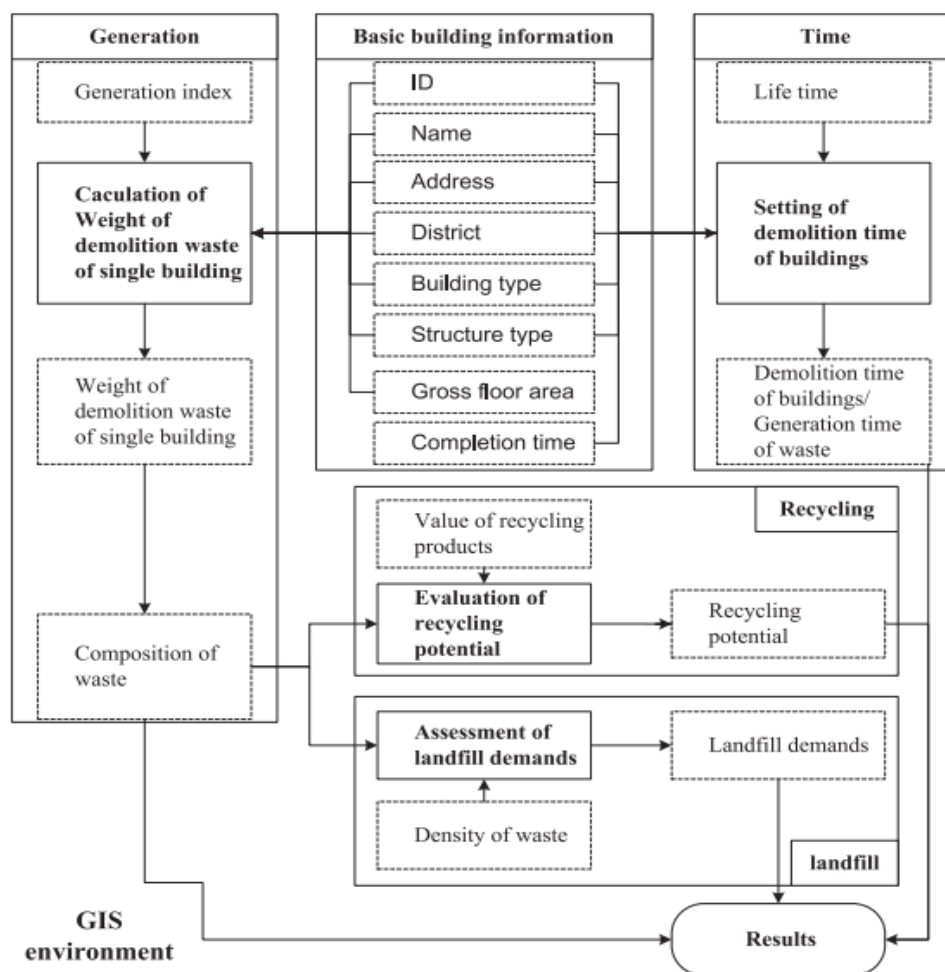 Generation
Generation index
Caculation of
Weight of
demolition waste
of single building
Weight of
demolition waste
of single building
Composition of
waste
Basic building information
ID
Name
Address
District
Building type
Structure type
Gross floor area
Completion time
Time
Life time
Setting of
demolition time
of buildings
Demolition time
of buildings/
Generation time
of waste
Recycling
Value of recycling
products
Evaluation of
recycling
potential
Recycling
potential
Assessment of
landfill demands
Landfill demands
Density of waste
landfill
GIS
environment
Results